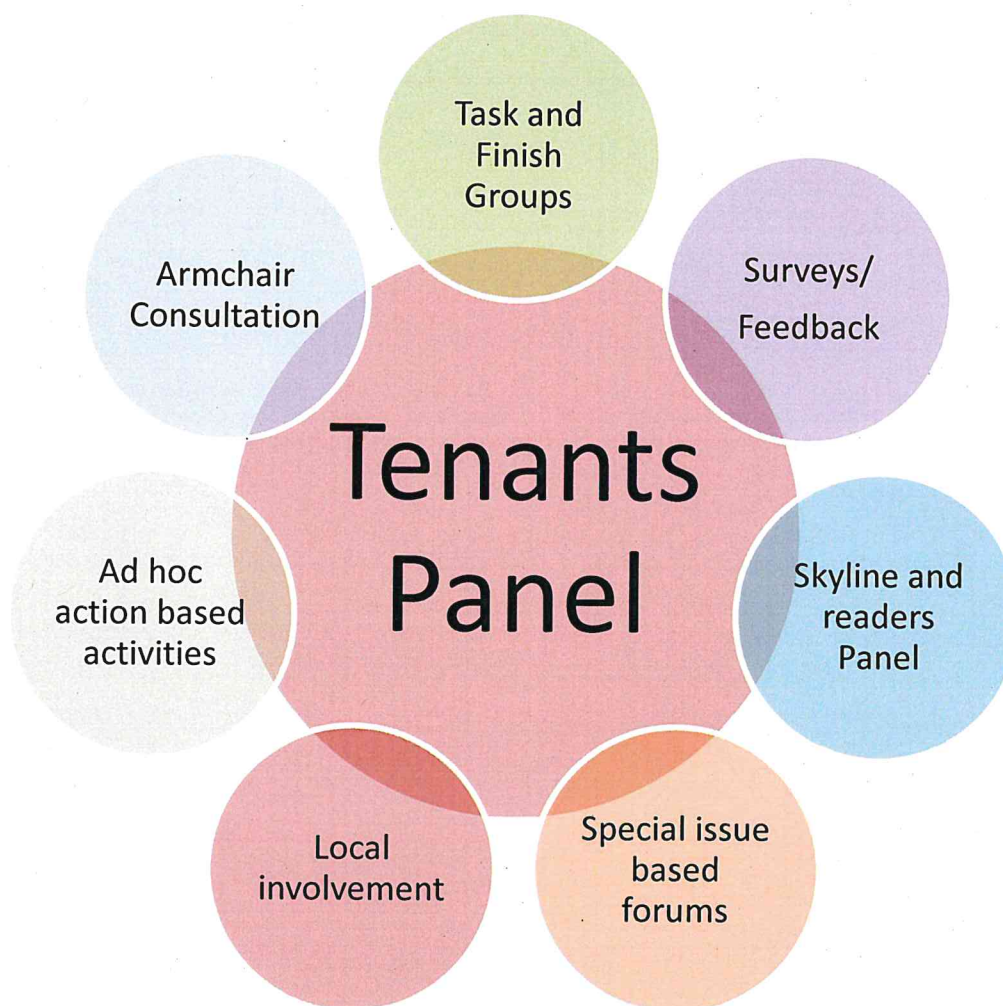 Task and
Finish
Groups
Surveys/
Feedback
Skyline and
readers
Panel
Special issue
based
forums
Local
involvement
Ad hoc
action based
activities
Armchair
Consultation
Tenants
Panel